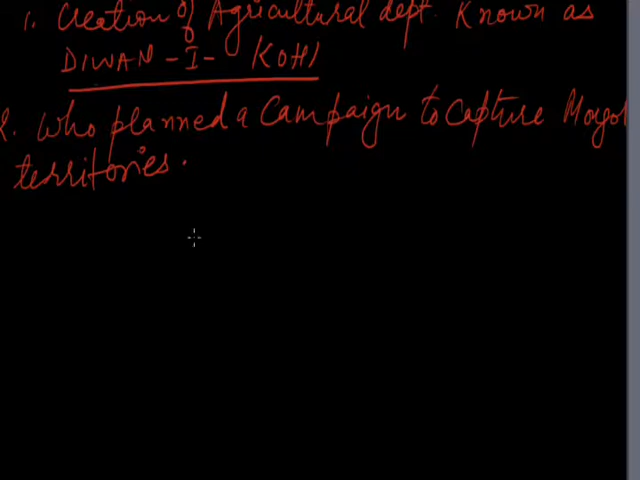 1. Creation of Agricultural dept. Known as
DIWAN-I- KOHI
2. Who planned a Campaign to Capture Mongol
territories.